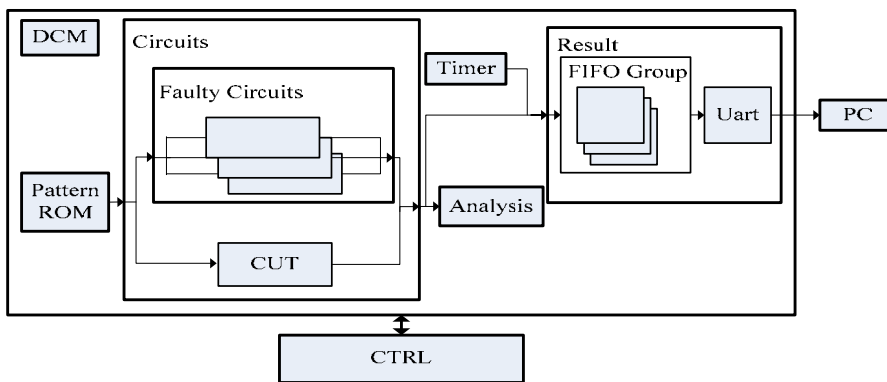 DCM
Circuits
Faulty Circuits
Pattern
ROM
CUT
Timer
Analysis
Result
FIFO Group
Uart
PC
CTRL